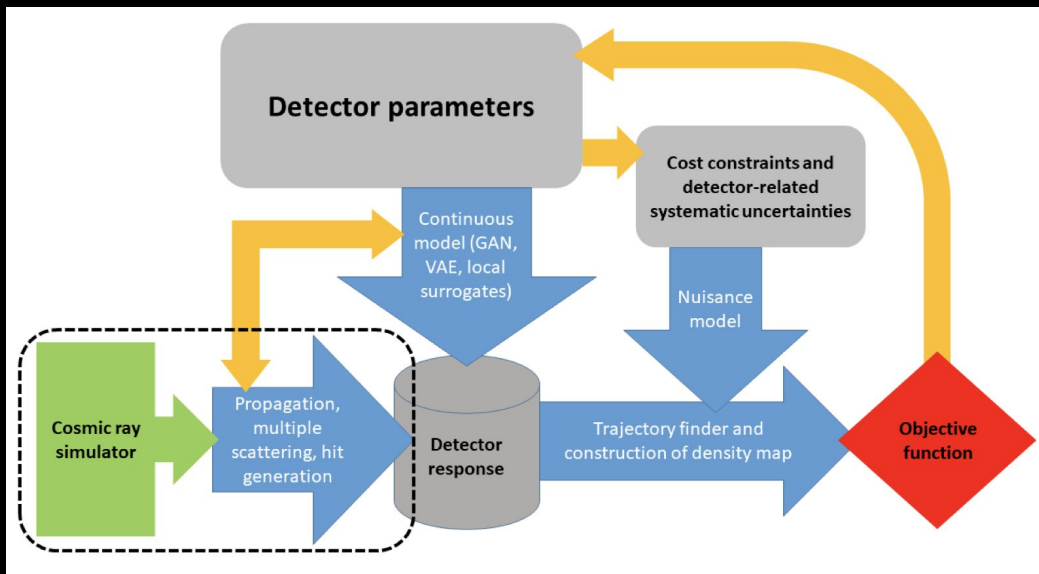 Detector parameters
Cost constraints and
detector-related
systematic uncertainties
Continuous
model (GAN,
VAE, local
surrogates)
Nuisance
model
Cosmic ray
simulator
Propagation,
multiple
scattering, hit
generation
Detector
response
Trajectory finder and
construction of density map
Objective
function